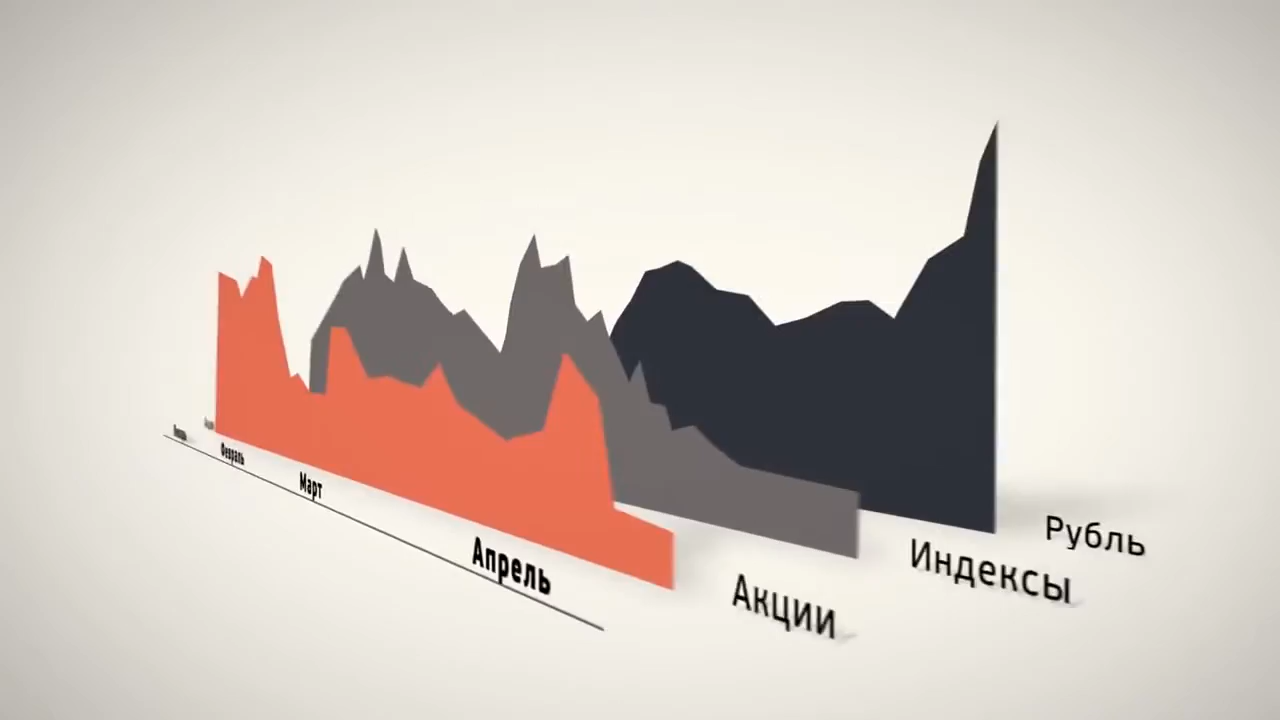 Февраль
Март
Апрель
Акции
Индексы
Рубль